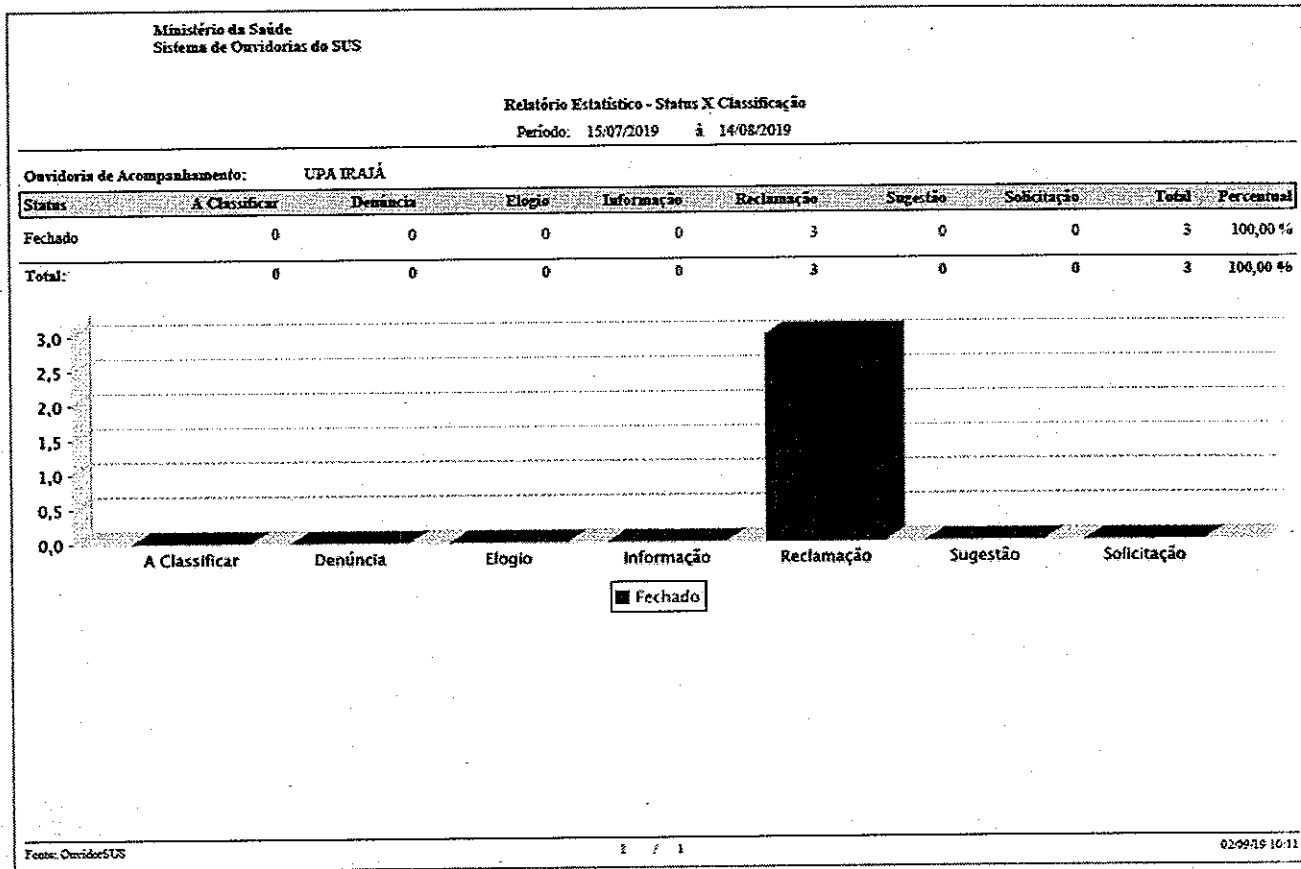 Ministério da Saúde
Sistema de Ouvidorias do SUS
Relatório Estatístico - Status X Classificação
Período: 15/07/2019 à 14/08/2019
Ouvidoria de Acompanhamento: UPA IRAJÁ
Status A Classificar Denúncia Elogio Informação Reclamação Sugestão Solicitação Total Percentual
Fechado 0 0 0 0 3 0 0 3 100,00 %
Total: 0 0 0 0 3 0 0 3 100,00 %
3,0
2,5
2,0
1,5
1,0
0,5
0,0
A Classificar Denúncia Elogio Informação Reclamação Sugestão Solicitação
Fechado
Fonte: OuvidorSUS 1 / 1 02/09/19 10:11